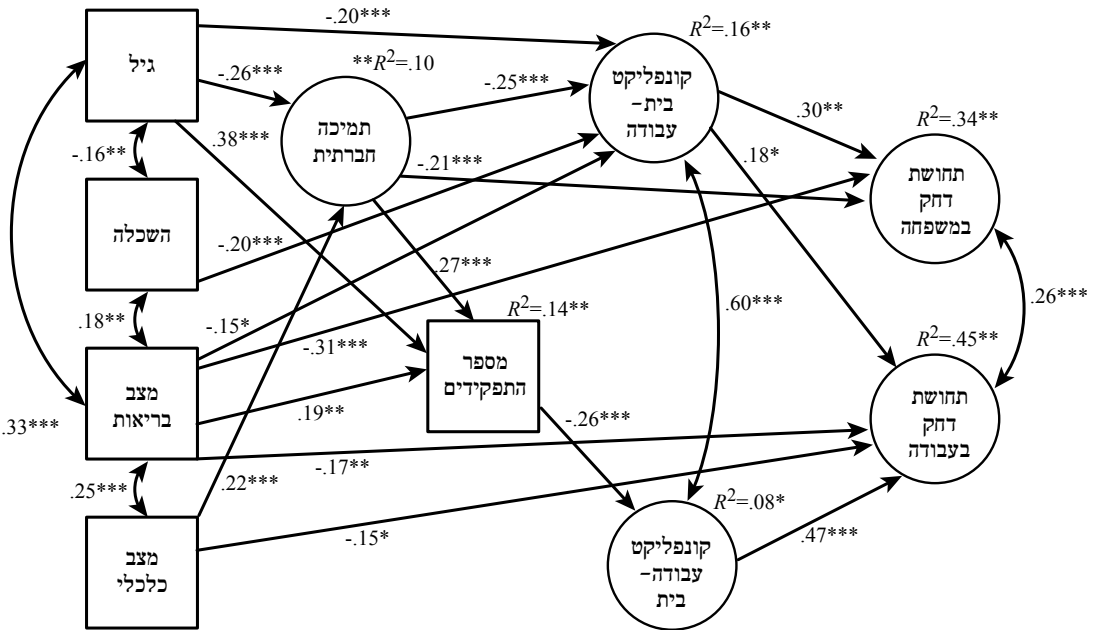 -.20***
R²=.16**
גיל
-.26***
**R²=.10
-.25***
קונפליקט
בית-
עבודה
תמיכה
חברתית
.30**
R²=.34**
-.16**
.38***
-.21***
.18*
תחושת
דחק
במשפחה
השכלה
-.20***
.27***
.18**
-.15*
-.31***
R²=.14**
.60***
.26***
R²=.45**
מצב
בריאות
.19**
מספר
התפקידים
-.26***
תחושת
דחק
בעבודה
.33***
-.17**
.25***
.22***
R²=.08*
-.15*
.47***
מצב
כלכלי
קונפליקט
עבודה-
בית